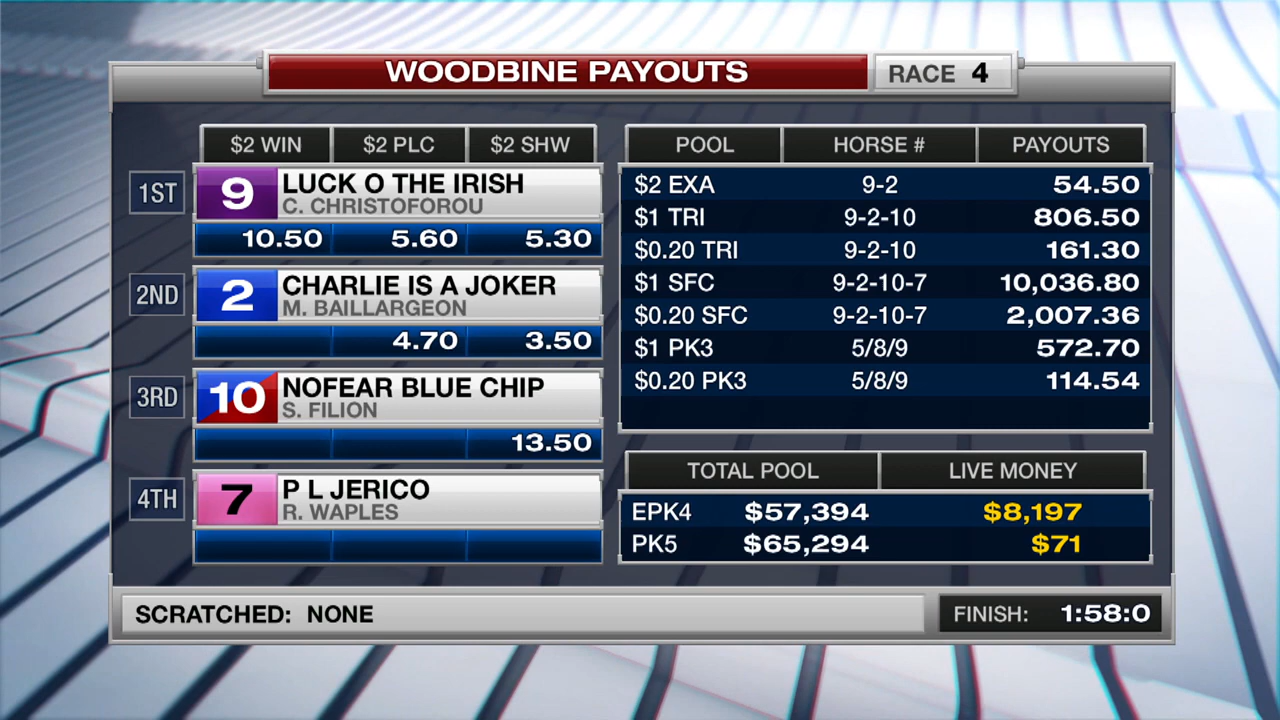 WOODBINE PAYOUTS
RACE 4
$2 WIN $2 PLC $2 SHW
1ST 9 LUCK O THE IRISH
C. CHRISTOFOROU
10.50 5.60 5.30
2ND 2 CHARLIE IS A JOKER
M. BAILLARGEON
4.70 3.50
3RD 10 NOFEAR BLUE CHIP
S. FILION
13.50
4TH 7 P L JERICO
R. WAPLES
POOL HORSE # PAYOUTS
$2 EXA 9-2 54.50
$1 TRI 9-2-10 806.50
$0.20 TRI 9-2-10 161.30
$1 SFC 9-2-10-7 10,036.80
$0.20 SFC 9-2-10-7 2,007.36
$1 PK3 5/8/9 572.70
$0.20 PK3 5/8/9 114.54
TOTAL POOL LIVE MONEY
EPK4 $57,394 $8,197
PK5 $65,294 $71
SCRATCHED: NONE
FINISH: 1:58:0